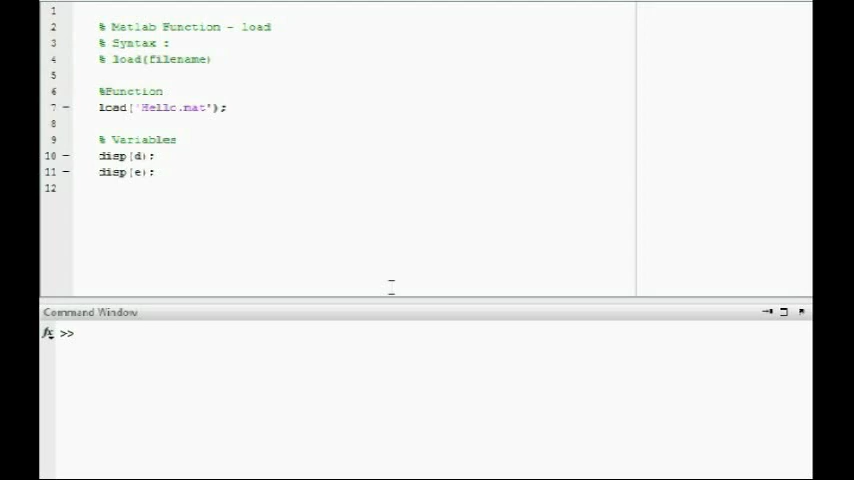 1
2 % Matlab Function - load
3 % Syntax :
4 % load(filename)
5
6 %Function
7 - load('Hello.mat');
8
9 % Variables
10 - disp(d);
11 - disp(e);
12
Command Window
fx >>